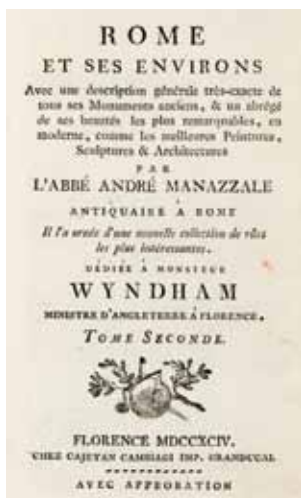 ROME
ET SES ENVIRONS
Avec une description générale très-exacte de
tous ses Monuments anciens, & un abrégé
de ses beautés les plus remarquables, en
moderne, comme les meilleures Peintures,
Sculptures & Architectures
PAR
L'ABBÉ ANDRÉ MANAZZALE
ANTIQUAIRE A ROME
Il l'a ornée d'une nouvelle collection de vües
les plus intéressantes.
DÉDIÉE A MONSIEUR
WYNDHAM
MINISTRE D'ANGLETERRE A FLORENCE.
TOME SECONDE.
FLORENCE MDCCXCIV.
CHEZ CAJETAN CAMBIAGI IMP. GRANDUCAL
AVEC APPROBATION